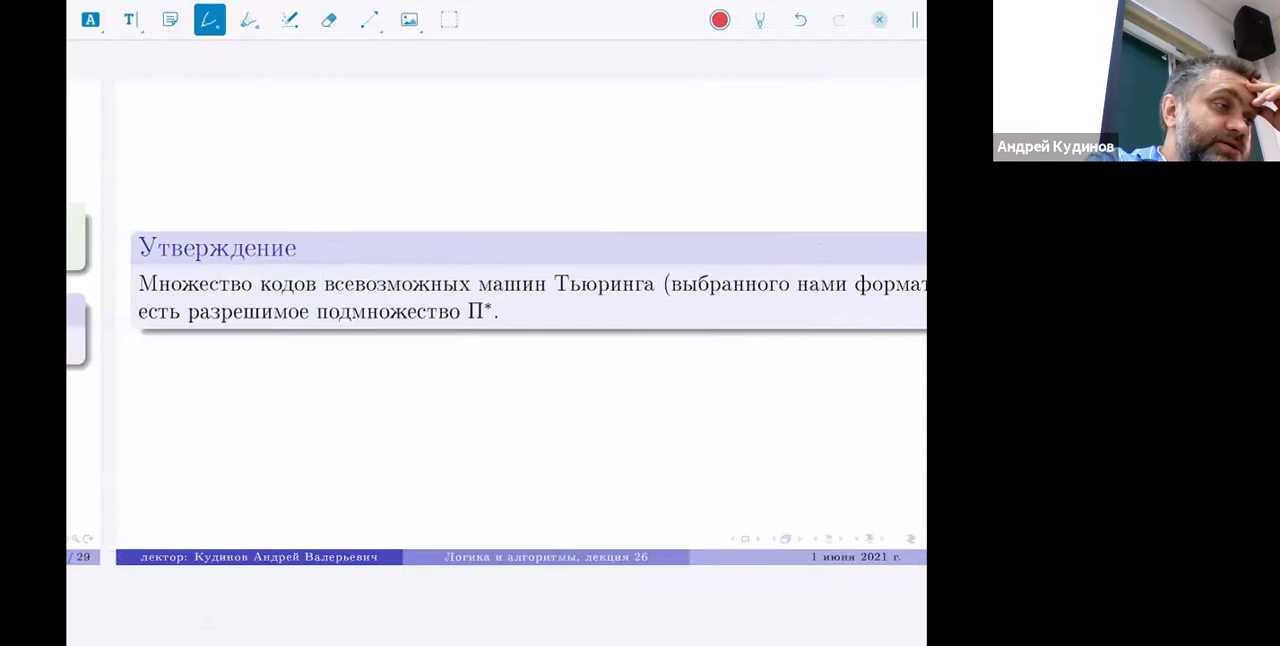 A T
Андрей Кудинов
Утверждение
Множество кодов всевозможных машин Тьюринга (выбранного нами формат
есть разрешимое подмножество П*.
/ 29 лектор: Кудинов Андрей Валерьевич Логика и алгоритмы, лекция 26 1 июня 2021 г.